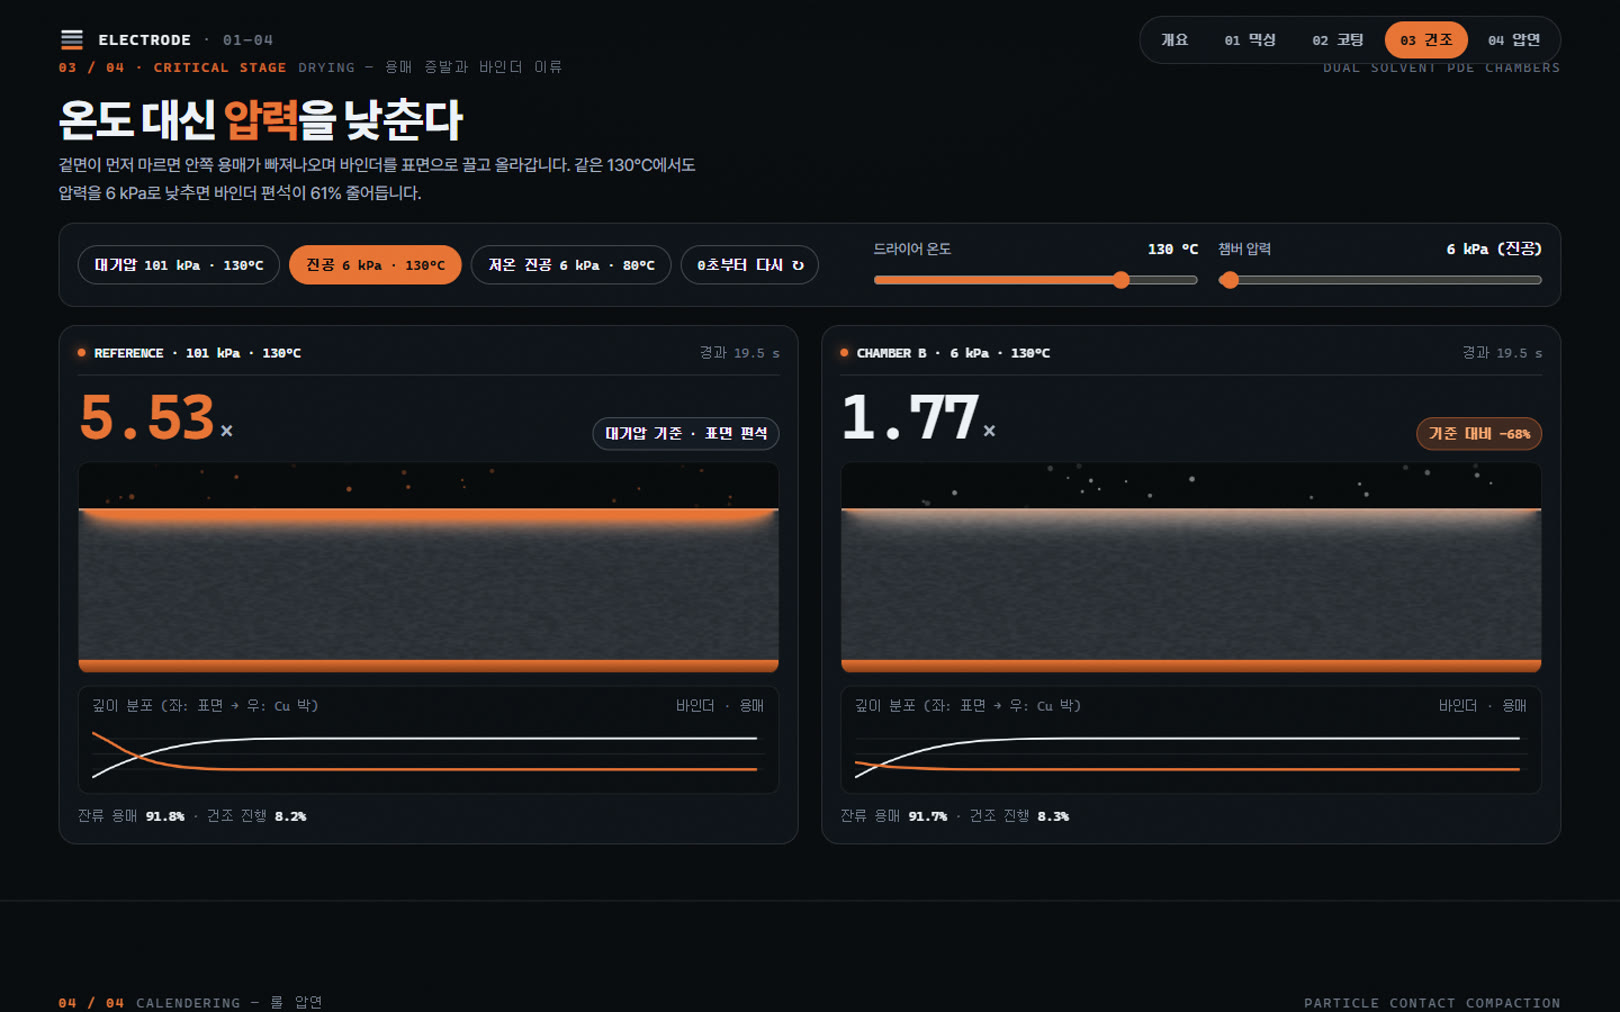 ELECTRODE · 01—04
개요 01 믹싱 02 코팅 03 건조 04 압연
03 / 04 · CRITICAL STAGE DRYING — 용매 증발과 바인더 이류
DUAL SOLVENT PDE CHAMBERS
온도 대신 압력을 낮춘다
겉면이 먼저 마르면 안쪽 용매가 빠져나오며 바인더를 표면으로 끌고 올라갑니다. 같은 130°C에서도
압력을 6 kPa로 낮추면 바인더 편석이 61% 줄어듭니다.
대기압 101 kPa · 130°C
진공 6 kPa · 130°C
저온 진공 6 kPa · 80°C
0초부터 다시 ↻
드라이어 온도 130 °C
챔버 압력 6 kPa (진공)
REFERENCE · 101 kPa · 130°C 경과 19.5 s
5.53×
대기압 기준 · 표면 편석
깊이 분포 (좌: 표면 → 우: Cu 박) 바인더 · 용매
잔류 용매 91.8% · 건조 진행 8.2%
CHAMBER B · 6 kPa · 130°C 경과 19.5 s
1.77×
기준 대비 −68%
깊이 분포 (좌: 표면 → 우: Cu 박) 바인더 · 용매
잔류 용매 91.7% · 건조 진행 8.3%
04 / 04 CALENDERING — 롤 압연
PARTICLE CONTACT COMPACTION